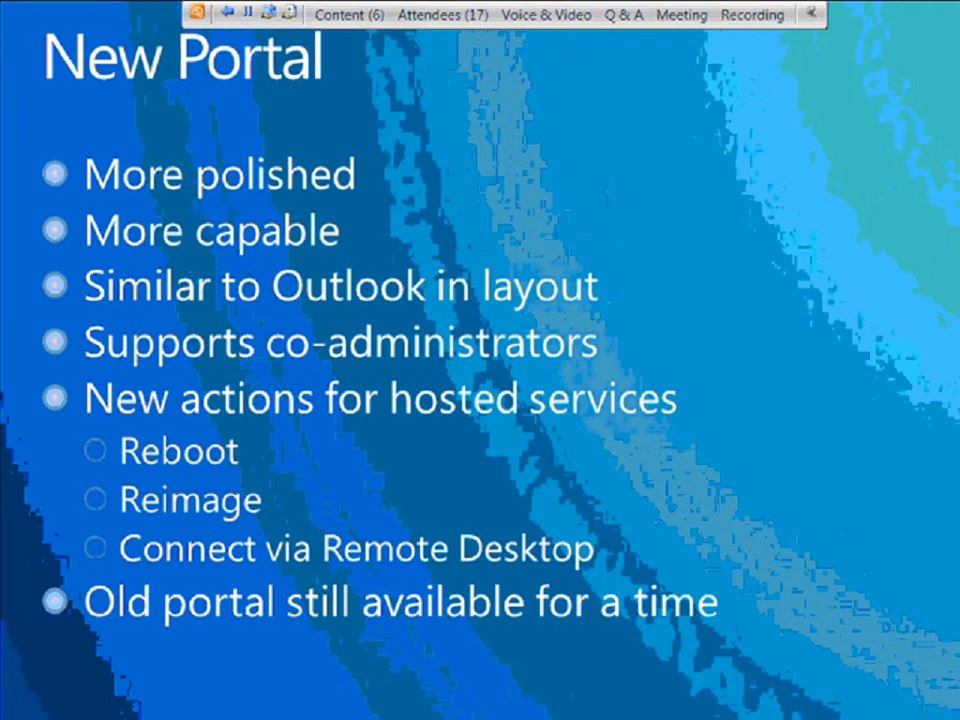 Content (6) Attendees (17) Voice & Video Q & A Meeting Recording
New Portal
More polished
More capable
Similar to Outlook in layout
Supports co-administrators
New actions for hosted services
Reboot
Reimage
Connect via Remote Desktop
Old portal still available for a time